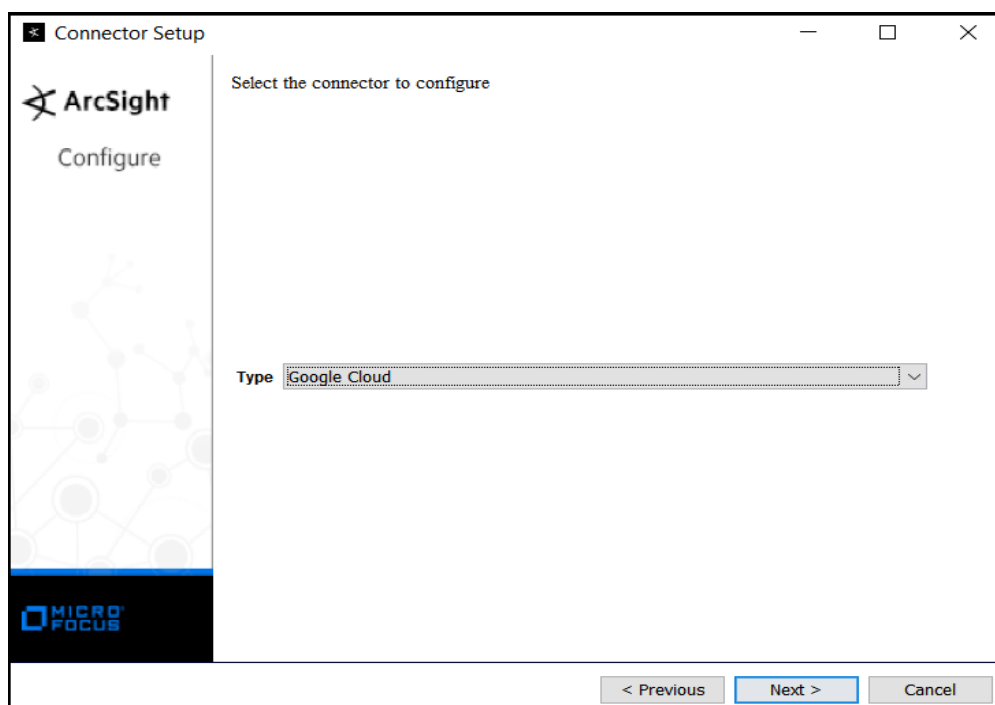 Connector Setup
ArcSight
Configure
Select the connector to configure
Type Google Cloud
MICRO
FOCUS
< Previous Next > Cancel